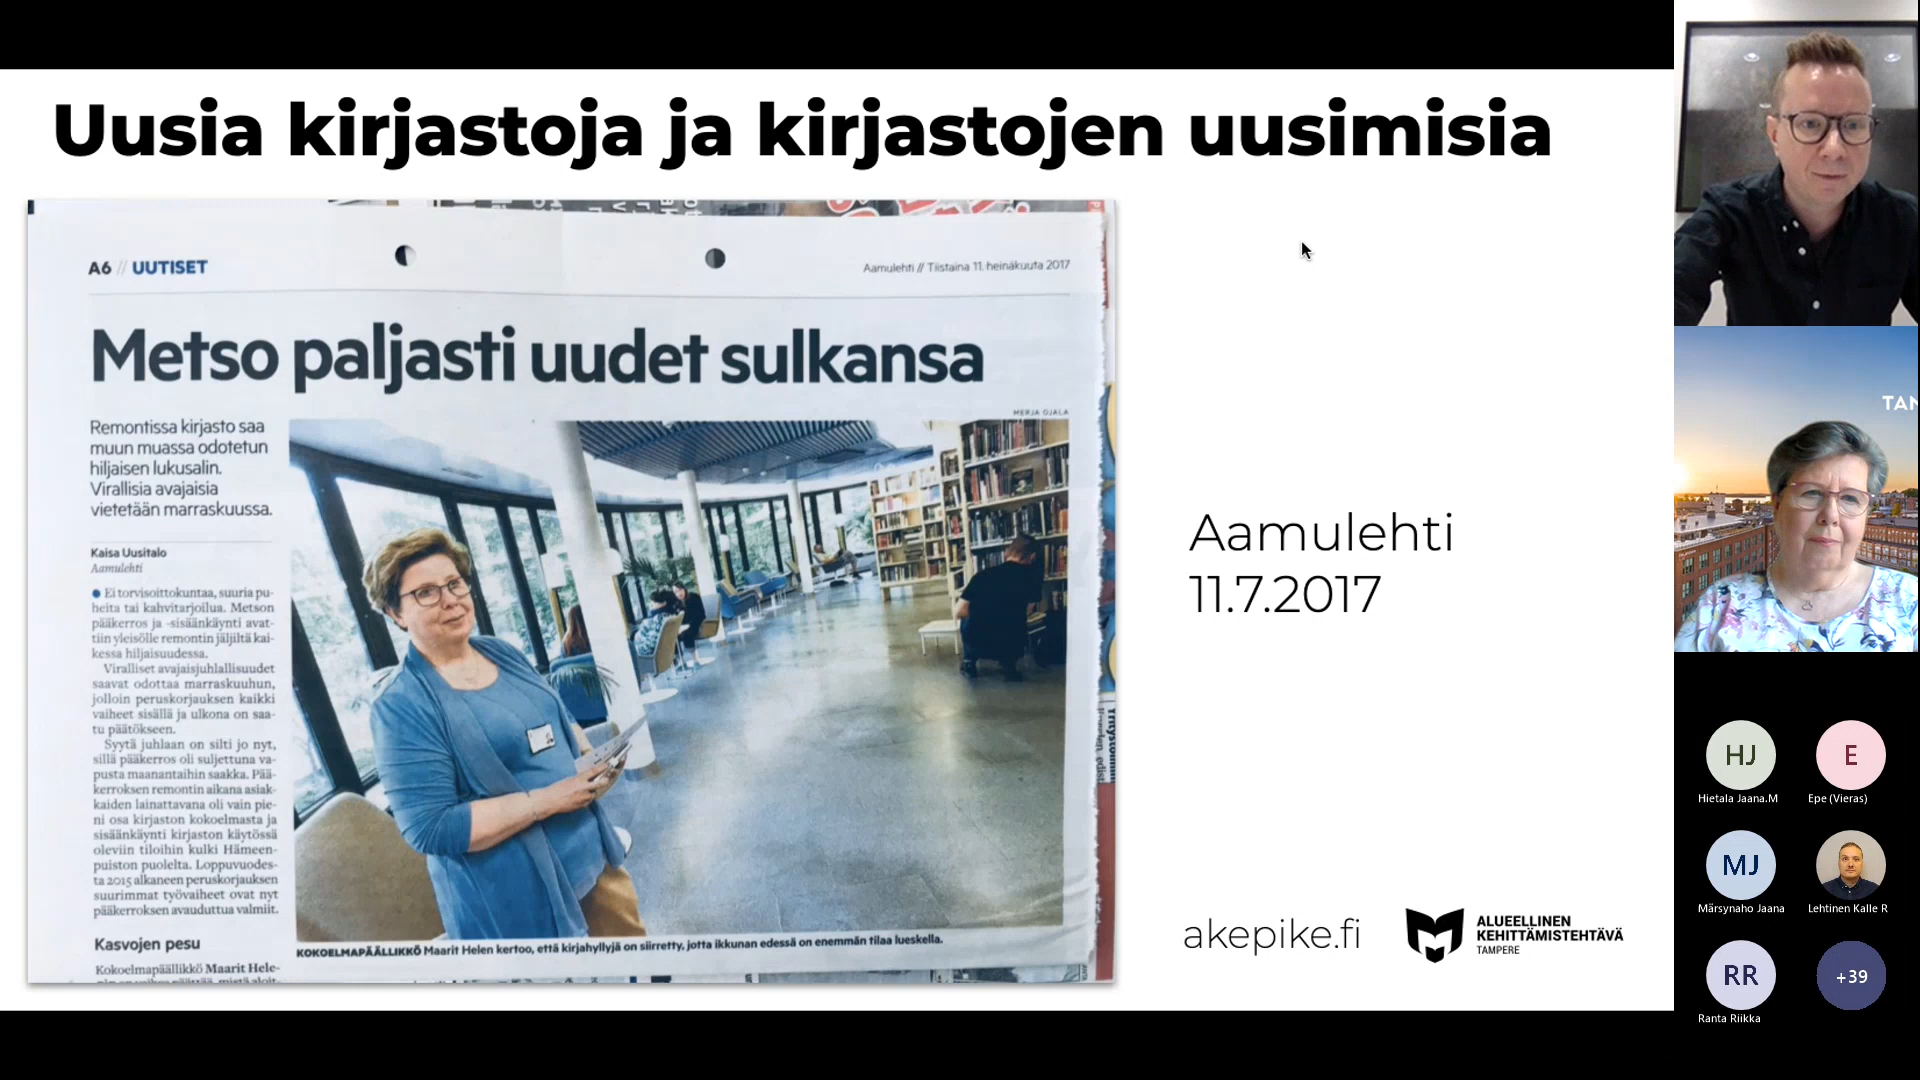 Uusia kirjastoja ja kirjastojen uusimisia
A6 // UUTISET
Aamulehti // Tiistaina 11. heinäkuuta 2017
Metso paljasti uudet sulkansa
Remontissa kirjasto saa
muun muassa odotetun
hiljaisen lukusalin.
Virallisia avajaisia
vietetään marraskuussa.
Kaisa Uusitalo
Aamulehti
● Ei torvisoittokuntaa, suuria pu-
heita tai kahvitarjoilua. Metson
pääkerros ja -sisäänkäynti avat-
tiin yleisölle remontin jäljiltä kai-
kessa hiljaisuudessa.
Viralliset avajaisjuhlallisuudet
saavat odottaa marraskuuhun,
jolloin peruskorjauksen kaikki
vaiheet sisällä ja ulkona on saa-
tu päätökseen.
Syytä juhlaan on silti jo nyt,
sillä pääkerros oli suljettuna va-
pusta maanantaihin saakka. Pää-
kerroksen remontin aikana asiak-
kaiden lainattavana oli vain pie-
ni osa kirjaston kokoelmasta ja
sisäänkäynti kirjaston käytössä
oleviin tiloihin kulki Hämeen-
puiston puolelta. Loppuvuodes-
ta 2015 alkaneen peruskorjauksen
suurimmat työvaiheet ovat nyt
pääkerroksen avauduttua valmiit.
Kasvojen pesu
Kokoelmapäällikkö Maarit Hele-
MERJA OJALA
KOKOELMAPÄÄLLIKKÖ Maarit Helen kertoo, että kirjahyllyjä on siirretty, jotta ikkunan edessä on enemmän tilaa lueskella.
Aamulehti
11.7.2017
akepike.fi
ALUEELLINEN
KEHITTÄMISTEHTÄVÄ
TAMPERE
TAM
HJ
Hietala Jaana.M
E
Epe (Vieras)
MJ
Märsynaho Jaana
Lehtinen Kalle R
RR
Ranta Riikka
+39